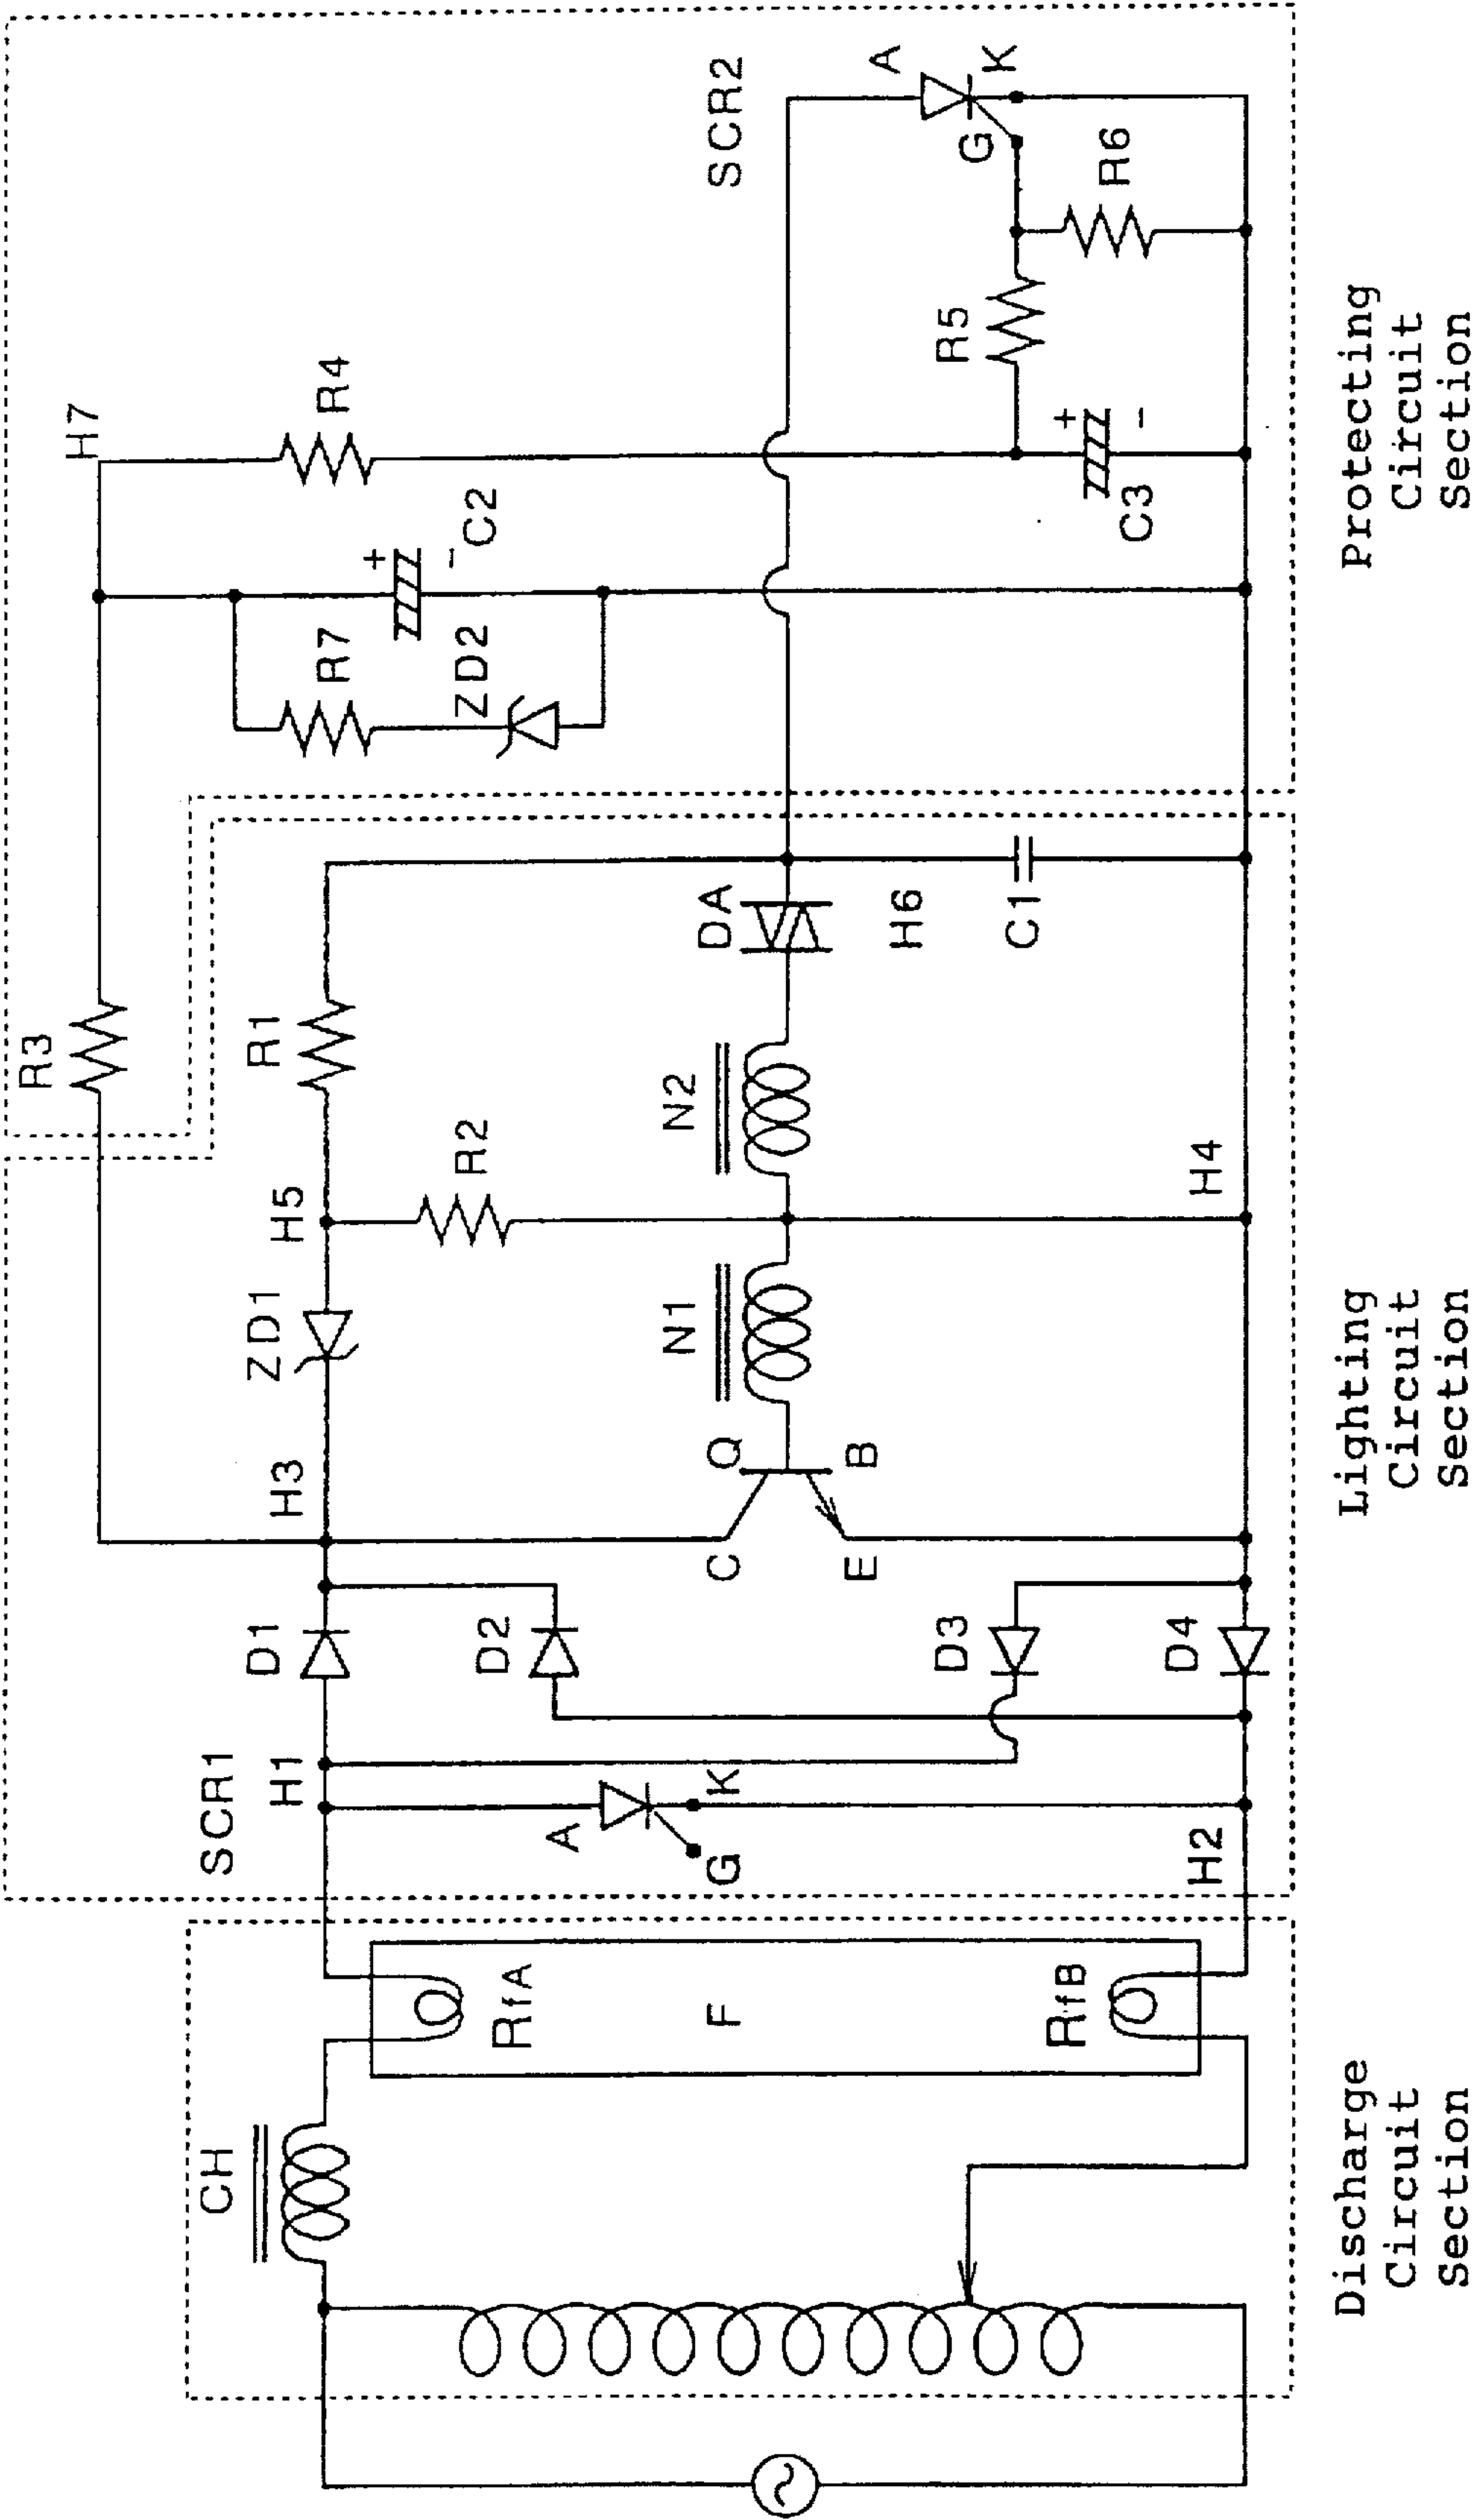 Discharge
Circuit
Section
Lighting
Circuit
Section
Protecting
Circuit
Section
CH
RfA
F
RfB
SCR1
H1
A
K
G
H2
D1
D2
D3
D4
H3
C
Q
E
B
ZD1
H5
N1
R2
N2
H4
R3
R1
DA
H6
C1
R7
ZD2
+
-
C2
H7
R4
+
-
C3
R5
R6
SCR2
A
K
G